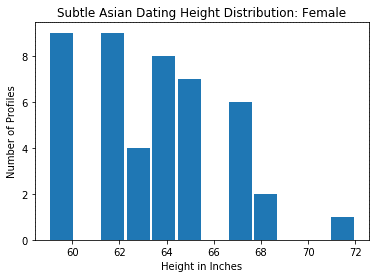 Subtle Asian Dating Height Distribution: Female
Number of Profiles
8
6
4
2
0
60 62 64 66 68 70 72
Height in Inches